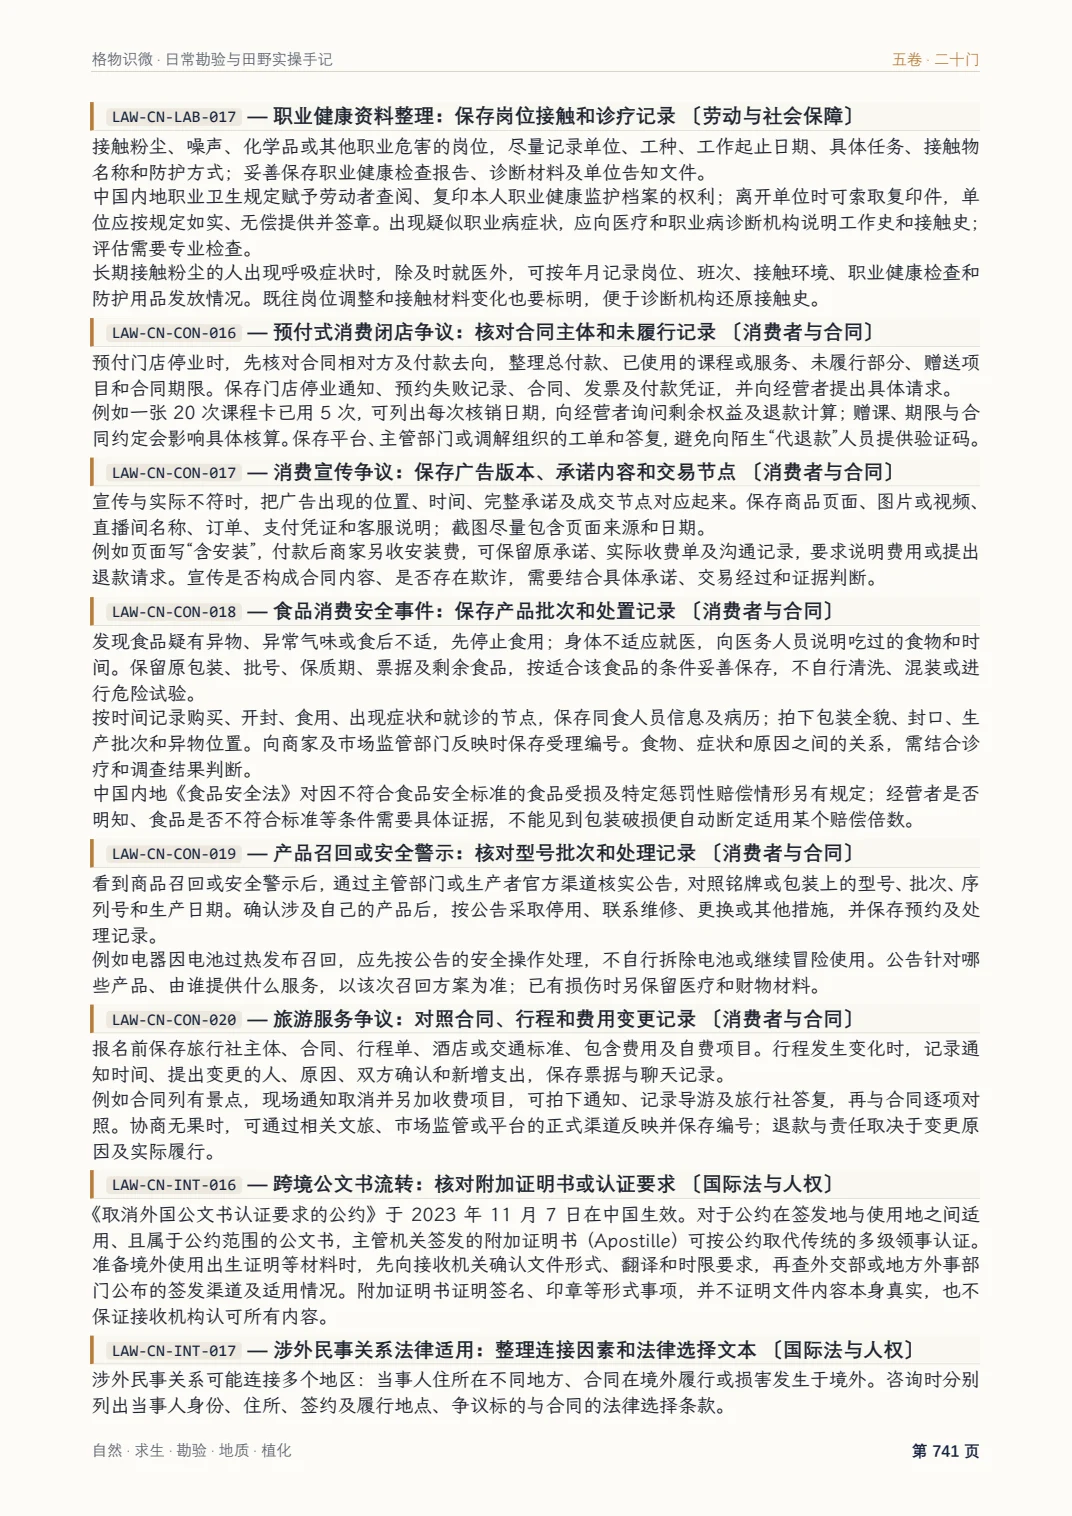 格物识微 · 日常勘验与田野实操手记
五卷 · 二十门
LAW-CN-LAB-017 — 职业健康资料整理：保存岗位接触和诊疗记录 〔劳动与社会保障〕
接触粉尘、噪声、化学品或其他职业危害的岗位，尽量记录单位、工种、工作起止日期、具体任务、接触物
名称和防护方式；妥善保存职业健康检查报告、诊断材料及单位告知文件。
中国内地职业卫生规定赋予劳动者查阅、复印本人职业健康监护档案的权利；离开单位时可索取复印件，单
位应按规定如实、无偿提供并签章。出现疑似职业病症状，应向医疗和职业病诊断机构说明工作史和接触史；
评估需要专业检查。
长期接触粉尘的人出现呼吸症状时，除及时就医外，可按年月记录岗位、班次、接触环境、职业健康检查和
防护用品发放情况。既往岗位调整和接触材料变化也要标明，便于诊断机构还原接触史。
LAW-CN-CON-016 — 预付式消费闭店争议：核对合同主体和未履行记录 〔消费者与合同〕
预付门店停业时，先核对合同相对方及付款去向，整理总付款、已使用的课程或服务、未履行部分、赠送项
目和合同期限。保存门店停业通知、预约失败记录、合同、发票及付款凭证，并向经营者提出具体请求。
例如一张 20 次课程卡已用 5 次，可列出每次核销日期，向经营者询问剩余权益及退款计算；赠课、期限与合
同约定会影响具体核算。保存平台、主管部门或调解组织的工单和答复，避免向陌生“代退款”人员提供验证码。
LAW-CN-CON-017 — 消费宣传争议：保存广告版本、承诺内容和交易节点 〔消费者与合同〕
宣传与实际不符时，把广告出现的位置、时间、完整承诺及成交节点对应起来。保存商品页面、图片或视频、
直播间名称、订单、支付凭证和客服说明；截图尽量包含页面来源和日期。
例如页面写“含安装”，付款后商家另收安装费，可保留原承诺、实际收费单及沟通记录，要求说明费用或提出
退款请求。宣传是否构成合同内容、是否存在欺诈，需要结合具体承诺、交易经过和证据判断。
LAW-CN-CON-018 — 食品消费安全事件：保存产品批次和处置记录 〔消费者与合同〕
发现食品疑有异物、异常气味或食后不适，先停止食用；身体不适应就医，向医务人员说明吃过的食物和时
间。保留原包装、批号、保质期、票据及剩余食品，按适合该食品的条件妥善保存，不自行清洗、混装或进
行危险试验。
按时间记录购买、开封、食用、出现症状和就诊的节点，保存同食人员信息及病历；拍下包装全貌、封口、生
产批次和异物位置。向商家及市场监管部门反映时保存受理编号。食物、症状和原因之间的关系，需结合诊
疗和调查结果判断。
中国内地《食品安全法》对因不符合食品安全标准的食品受损及特定惩罚性赔偿情形另有规定；经营者是否
明知、食品是否不符合标准等条件需要具体证据，不能见到包装破损便自动断定适用某个赔偿倍数。
LAW-CN-CON-019 — 产品召回或安全警示：核对型号批次和处理记录 〔消费者与合同〕
看到商品召回或安全警示后，通过主管部门或生产者官方渠道核实公告，对照铭牌或包装上的型号、批次、序
列号和生产日期。确认涉及自己的产品后，按公告采取停用、联系维修、更换或其他措施，并保存预约及处
理记录。
例如电器因电池过热发布召回，应先按公告的安全操作处理，不自行拆除电池或继续冒险使用。公告针对哪
些产品、由谁提供什么服务，以该次召回方案为准；已有损伤时另保留医疗和财物材料。
LAW-CN-CON-020 — 旅游服务争议：对照合同、行程和费用变更记录 〔消费者与合同〕
报名前保存旅行社主体、合同、行程单、酒店或交通标准、包含费用及自费项目。行程发生变化时，记录通
知时间、提出变更的人、原因、双方确认和新增支出，保存票据与聊天记录。
例如合同列有景点，现场通知取消并另加收费项目，可拍下通知、记录导游及旅行社答复，再与合同逐项对
照。协商无果时，可通过相关文旅、市场监管或平台的正式渠道反映并保存编号；退款与责任取决于变更原
因及实际履行。
LAW-CN-INT-016 — 跨境公文书流转：核对附加证明书或认证要求 〔国际法与人权〕
《取消外国公文书认证要求的公约》于 2023 年 11 月 7 日在中国生效。对于公约在签发地与使用地之间适
用、且属于公约范围的公文书，主管机关签发的附加证明书（Apostille）可按公约取代传统的多级领事认证。
准备境外使用出生证明等材料时，先向接收机关确认文件形式、翻译和时限要求，再查外交部或地方外事部
门公布的签发渠道及适用情况。附加证明书证明签名、印章等形式事项，并不证明文件内容本身真实，也不
保证接收机构认可所有内容。
LAW-CN-INT-017 — 涉外民事关系法律适用：整理连接因素和法律选择文本 〔国际法与人权〕
涉外民事关系可能连接多个地区：当事人住所在不同地方、合同在境外履行或损害发生于境外。咨询时分别
列出当事人身份、住所、签约及履行地点、争议标的与合同的法律选择条款。
自然 · 求生 · 勘验 · 地质 · 植化
第 741 页